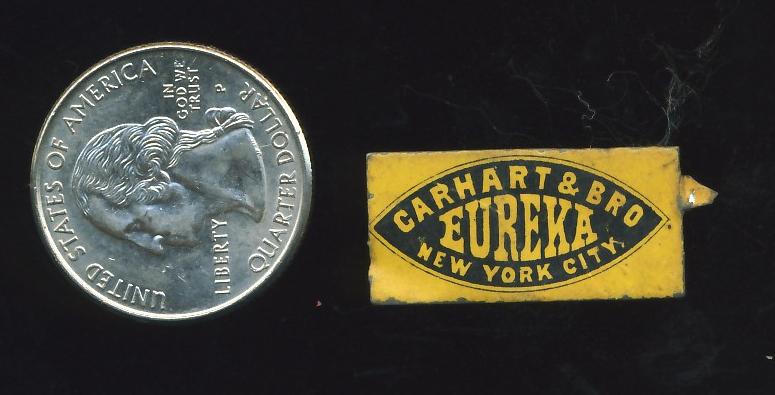 UNITED STATES OF AMERICA
IN
GOD WE
TRUST
P
LIBERTY
QUARTER DOLLAR
CARHART & BRO
EUREKA
NEW YORK CITY